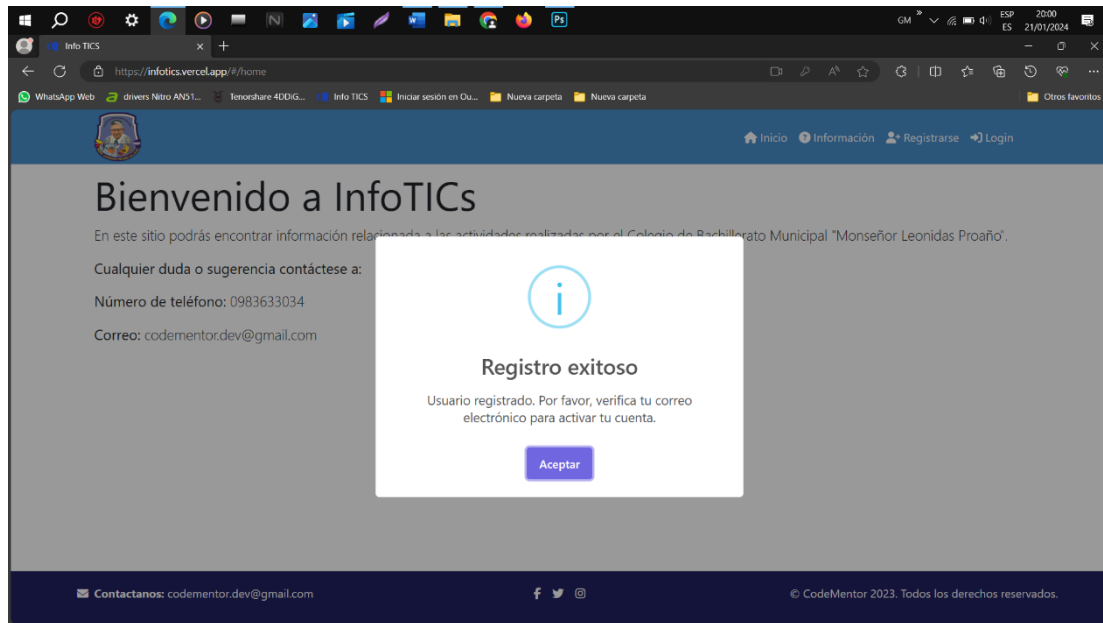 N
Ps
GM
ESP
ES
20:00
21/01/2024
Info TICS
https://infotics.vercel.app/#/home
WhatsApp Web
drivers Nitro AN51...
Tenorshare 4DDiG...
Info TICS
Iniciar sesión en Ou...
Nueva carpeta
Nueva carpeta
Otros favoritos
Inicio
Información
Registrarse
Login
Bienvenido a InfoTICs
En este sitio podrás encontrar información relacionada a las actividades realizadas por el Colegio de Bachillerato Municipal "Monseñor Leonidas Proaño".
Cualquier duda o sugerencia contáctese a:
Número de teléfono: 0983633034
Correo: codementor.dev@gmail.com
i
Registro exitoso
Usuario registrado. Por favor, verifica tu correo
electrónico para activar tu cuenta.
Aceptar
Contactanos: codementor.dev@gmail.com
© CodeMentor 2023. Todos los derechos reservados.